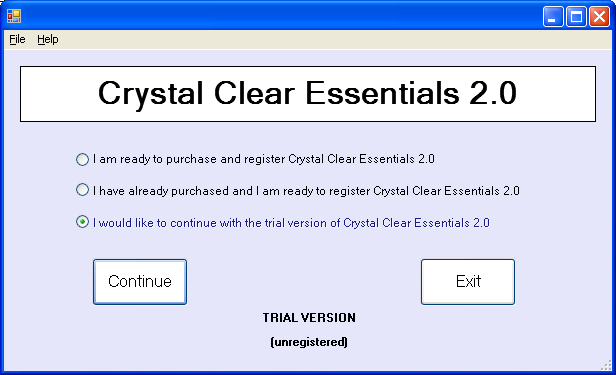 File Help
Crystal Clear Essentials 2.0
I am ready to purchase and register Crystal Clear Essentials 2.0
I have already purchased and I am ready to register Crystal Clear Essentials 2.0
I would like to continue with the trial version of Crystal Clear Essentials 2.0
Continue Exit
TRIAL VERSION
(unregistered)